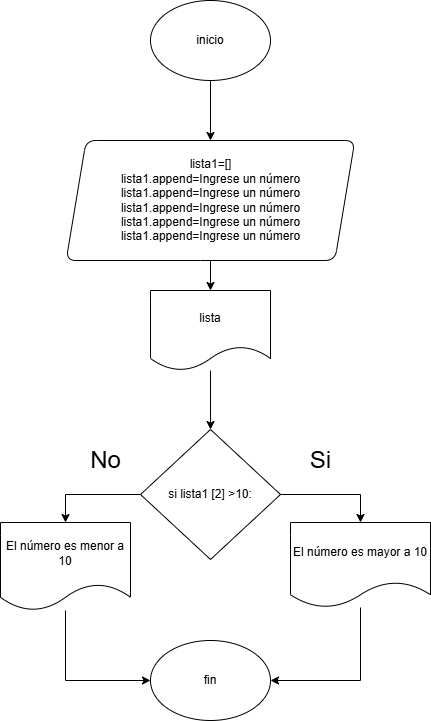 inicio
lista1=[]
lista1.append=Ingrese un número
lista1.append=Ingrese un número
lista1.append=Ingrese un número
lista1.append=Ingrese un número
lista1.append=Ingrese un número
lista
No
Si
si lista1 [2] >10:
El número es menor a
10
El número es mayor a 10
fin